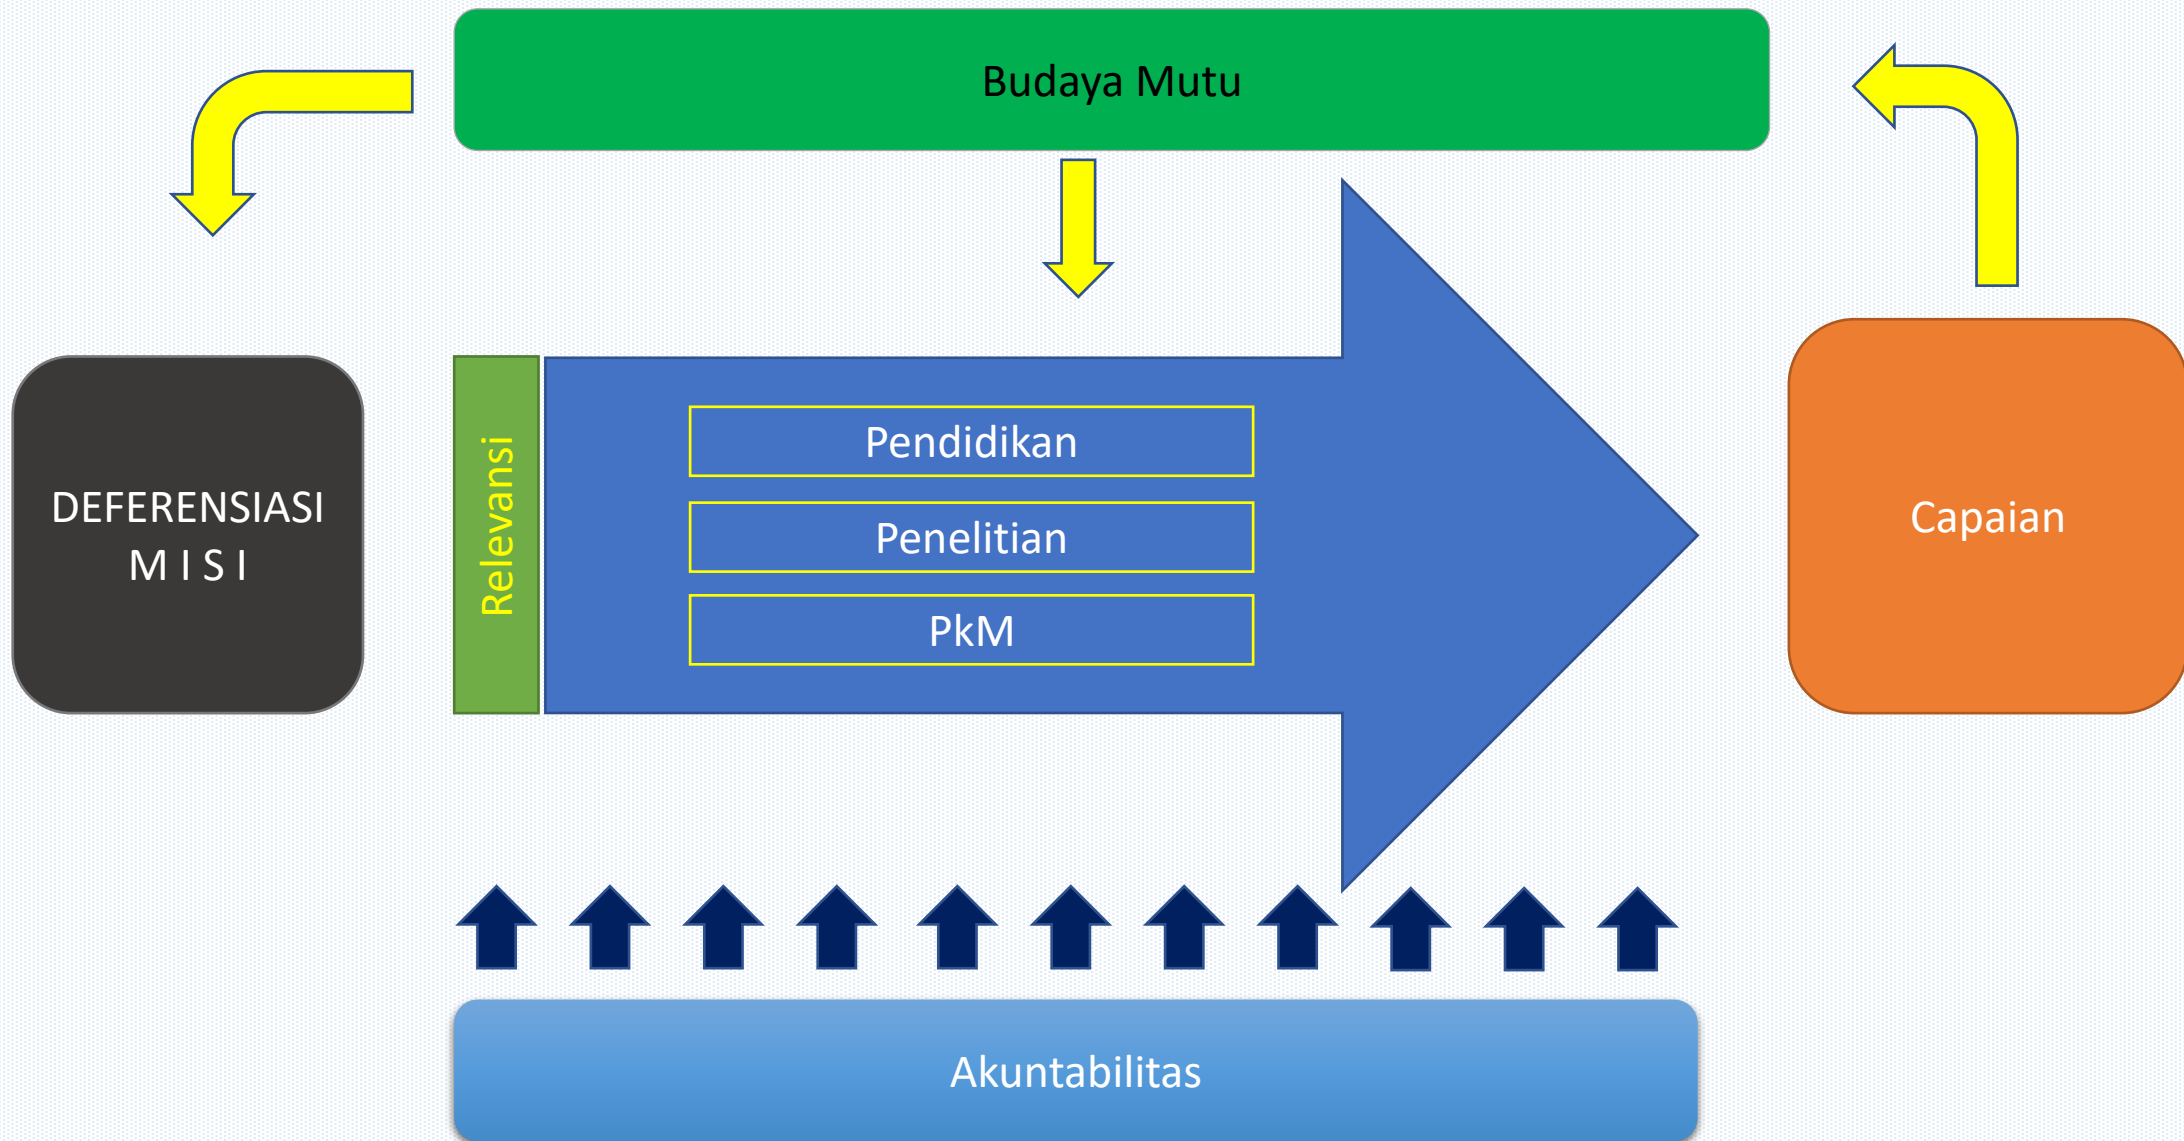 Budaya Mutu
DEFERENSIASI
M I S I
Relevansi
Pendidikan
Penelitian
PkM
Capaian
Akuntabilitas